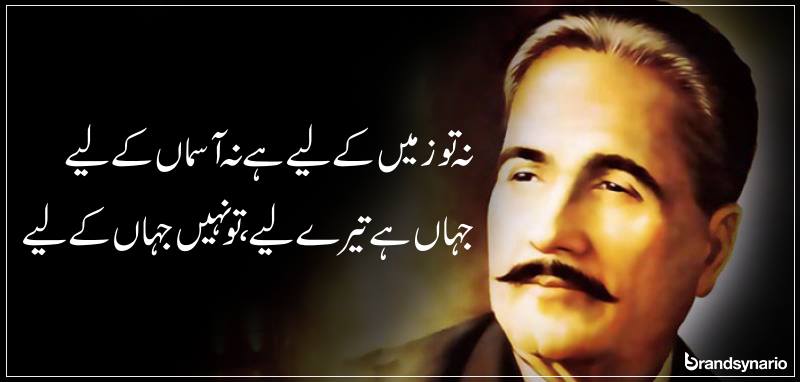 نہ تو زمیں کے لیے ہے نہ آسماں کے لیے
جہاں ہے تیرے لیے، تو نہیں جہاں کے لیے
brandsynario